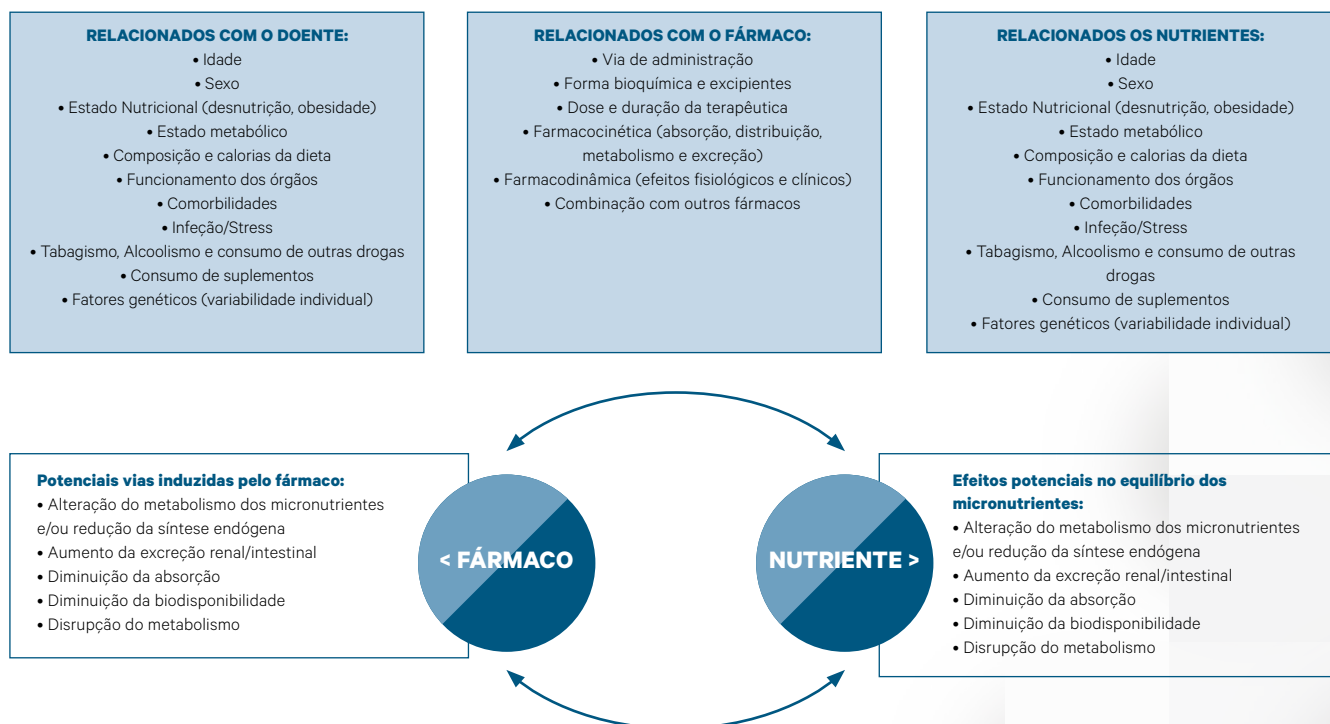 RELACIONADOS COM O DOENTE:
• Idade
• Sexo
• Estado Nutricional (desnutrição, obesidade)
• Estado metabólico
• Composição e calorias da dieta
• Funcionamento dos órgãos
• Comorbilidades
• Infeção/Stress
• Tabagismo, Alcoolismo e consumo de outras drogas
• Consumo de suplementos
• Fatores genéticos (variabilidade individual)
RELACIONADOS COM O FÁRMACO:
• Via de administração
• Forma bioquímica e excipientes
• Dose e duração da terapêutica
• Farmacocinética (absorção, distribuição,
metabolismo e excreção)
• Farmacodinâmica (efeitos fisiológicos e clínicos)
• Combinação com outros fármacos
RELACIONADOS OS NUTRIENTES:
• Idade
• Sexo
• Estado Nutricional (desnutrição, obesidade)
• Estado metabólico
• Composição e calorias da dieta
• Funcionamento dos órgãos
• Comorbilidades
• Infeção/Stress
• Tabagismo, Alcoolismo e consumo de outras
drogas
• Consumo de suplementos
• Fatores genéticos (variabilidade individual)
Potenciais vias induzidas pelo fármaco:
• Alteração do metabolismo dos micronutrientes
e/ou redução da síntese endógena
• Aumento da excreção renal/intestinal
• Diminuição da absorção
• Diminuição da biodisponibilidade
• Disrupção do metabolismo
< FÁRMACO
NUTRIENTE >
Efeitos potenciais no equilíbrio dos
micronutrientes:
• Alteração do metabolismo dos micronutrientes
e/ou redução da síntese endógena
• Aumento da excreção renal/intestinal
• Diminuição da absorção
• Diminuição da biodisponibilidade
• Disrupção do metabolismo